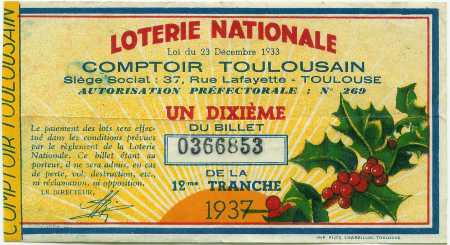 COMPTOIR TOULOUSAIN
LOTERIE NATIONALE
Loi du 23 Décembre 1933
COMPTOIR TOULOUSAIN
Siège Social : 37, Rue Lafayette - TOULOUSE
AUTORISATION PRÉFECTORALE : N° 269
UN DIXIÈME
DU BILLET
0366853
DE LA
12me TRANCHE
1937
Le paiement des lots sera effec-
tué dans les conditions prévues
par le règlement de la Loterie
Nationale. Ce billet étant au
porteur, il ne sera admis, en cas
de perte, vol, destruction, etc.,
ni réclamation, ni opposition.
LE DIRECTEUR,